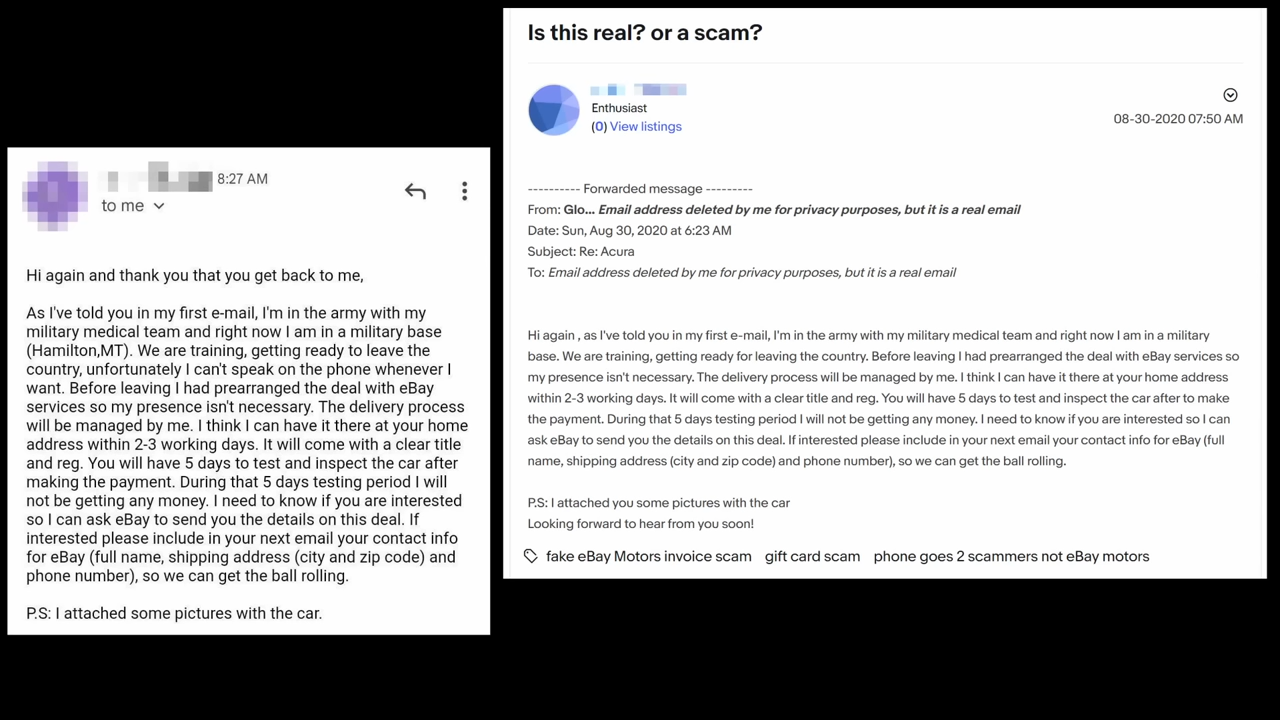 8:27 AM
to me
Hi again and thank you that you get back to me,
As I've told you in my first e-mail, I'm in the army with my
military medical team and right now I am in a military base
(Hamilton,MT). We are training, getting ready to leave the
country, unfortunately I can't speak on the phone whenever I
want. Before leaving I had prearranged the deal with eBay
services so my presence isn't necessary. The delivery process
will be managed by me. I think I can have it there at your home
address within 2-3 working days. It will come with a clear title
and reg. You will have 5 days to test and inspect the car after
making the payment. During that 5 days testing period I will
not be getting any money. I need to know if you are interested
so I can ask eBay to send you the details on this deal. If
interested please include in your next email your contact info
for eBay (full name, shipping address (city and zip code) and
phone number), so we can get the ball rolling.
P.S: I attached some pictures with the car.
Is this real? or a scam?
Enthusiast
(0) View listings
08-30-2020 07:50 AM
---------- Forwarded message ---------
From: Glo... Email address deleted by me for privacy purposes, but it is a real email
Date: Sun, Aug 30, 2020 at 6:23 AM
Subject: Re: Acura
To: Email address deleted by me for privacy purposes, but it is a real email
Hi again , as I've told you in my first e-mail, I'm in the army with my military medical team and right now I am in a military
base. We are training, getting ready for leaving the country. Before leaving I had prearranged the deal with eBay services so
my presence isn't necessary. The delivery process will be managed by me. I think I can have it there at your home address
within 2-3 working days. It will come with a clear title and reg. You will have 5 days to test and inspect the car after to make
the payment. During that 5 days testing period I will not be getting any money. I need to know if you are interested so I can
ask eBay to send you the details on this deal. If interested please include in your next email your contact info for eBay (full
name, shipping address (city and zip code) and phone number), so we can get the ball rolling.
P.S: I attached you some pictures with the car
Looking forward to hear from you soon!
fake eBay Motors invoice scam gift card scam phone goes 2 scammers not eBay motors